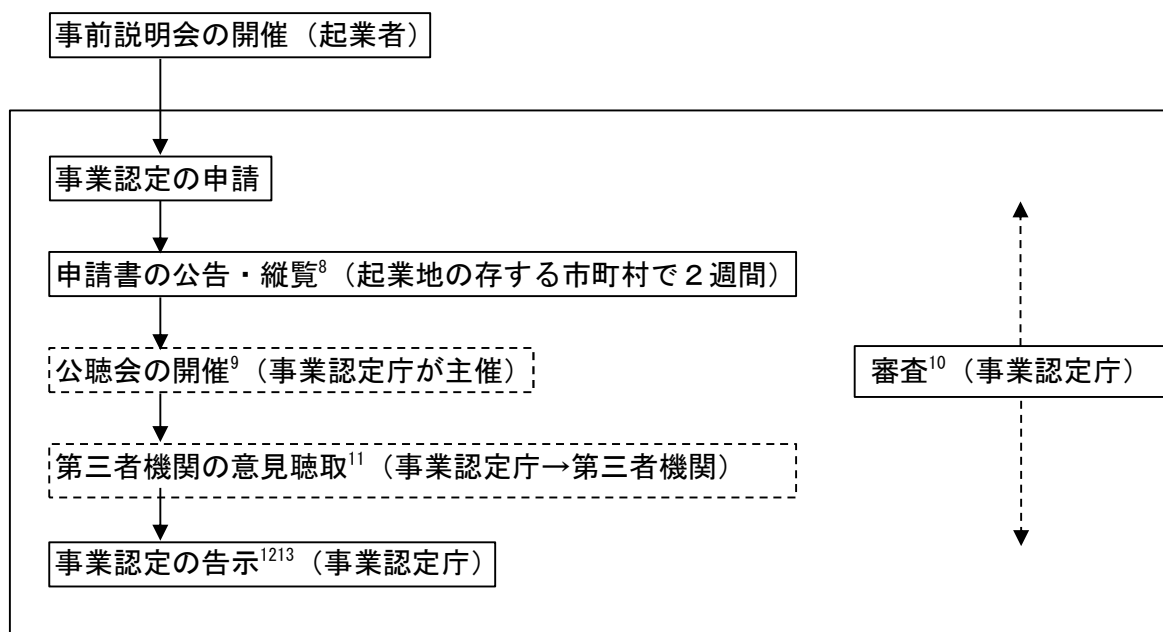 事前説明会の開催（起業者）
事業認定の申請
申請書の公告・縦覧8（起業地の存する市町村で２週間）
公聴会の開催9（事業認定庁が主催）
審査10（事業認定庁）
第三者機関の意見聴取11（事業認定庁→第三者機関）
事業認定の告示1213（事業認定庁）